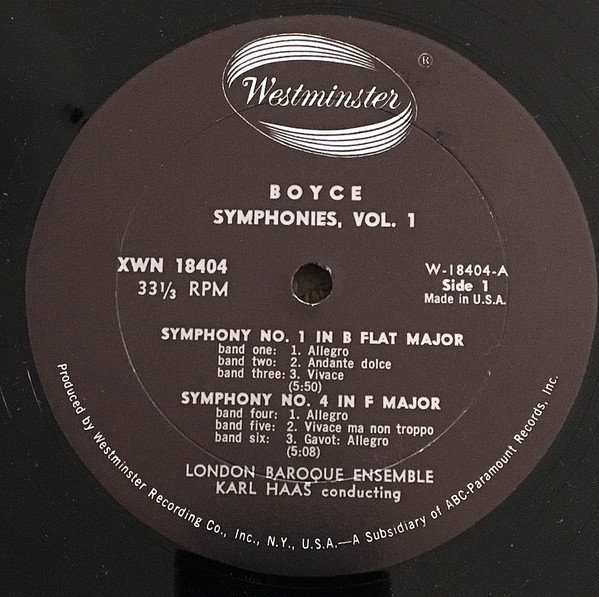 Westminster
®
BOYCE
SYMPHONIES, VOL. 1
XWN 18404
33⅓ RPM
W-18404-A
Side 1
Made in U.S.A.
SYMPHONY NO. 1 IN B FLAT MAJOR
band one: 1. Allegro
band two: 2. Andante dolce
band three: 3. Vivace
(5:50)
SYMPHONY NO. 4 IN F MAJOR
band four: 1. Allegro
band five: 2. Vivace ma non troppo
band six: 3. Gavot: Allegro
(5:08)
LONDON BAROQUE ENSEMBLE
KARL HAAS conducting
Produced by Westminster Recording Co., Inc., N.Y., U.S.A.—A Subsidiary of ABC-Paramount Records, Inc.